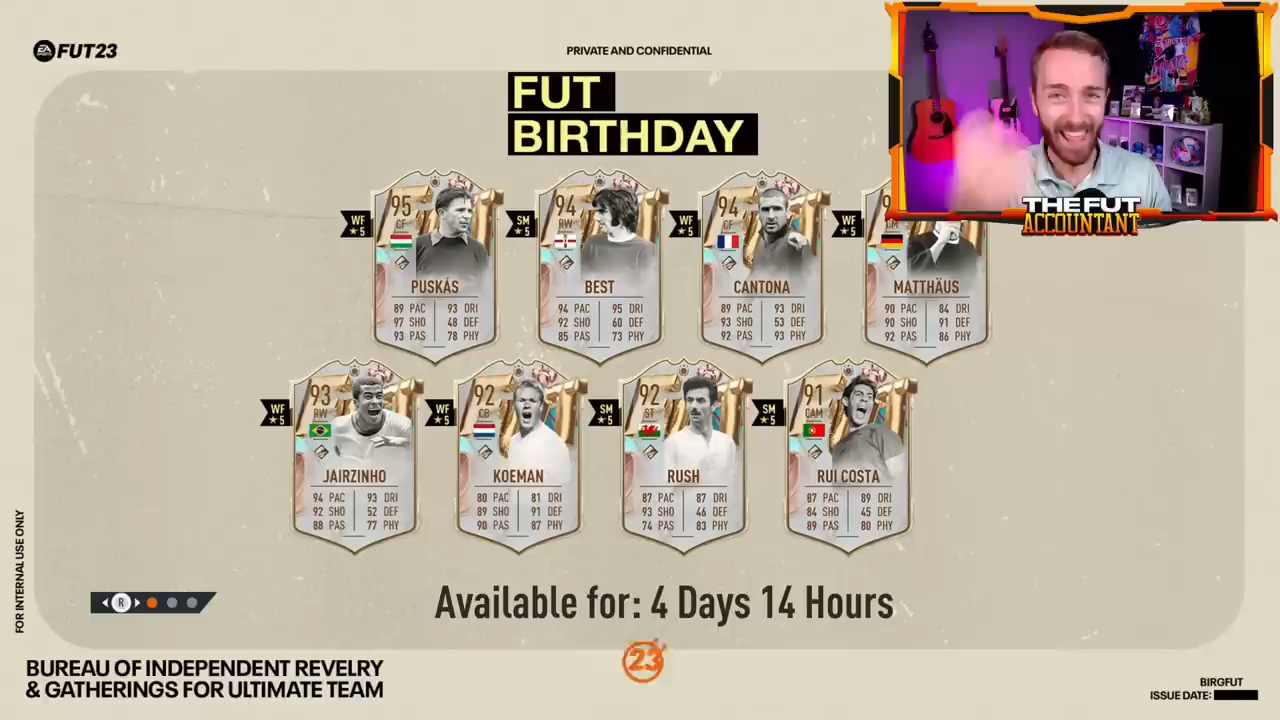 EA SPORTS FUT23
PRIVATE AND CONFIDENTIAL
FUT
BIRTHDAY
THE FUT
ACCOUNTANT
WF ★5
95
CF
PUSKÁS
89 PAC 93 DRI
97 SHO 48 DEF
93 PAS 78 PHY
SM ★5
94
RW
BEST
94 PAC 95 DRI
92 SHO 60 DEF
85 PAS 73 PHY
WF ★5
94
CF
CANTONA
89 PAC 93 DRI
93 SHO 53 DEF
92 PAS 93 PHY
WF ★5
CM
MATTHÄUS
90 PAC 84 DRI
90 SHO 91 DEF
92 PAS 86 PHY
WF ★5
93
RW
JAIRZINHO
94 PAC 93 DRI
92 SHO 52 DEF
88 PAS 77 PHY
WF ★5
92
CB
KOEMAN
80 PAC 81 DRI
89 SHO 91 DEF
90 PAS 87 PHY
SM ★5
92
ST
RUSH
87 PAC 87 DRI
93 SHO 46 DEF
74 PAS 83 PHY
SM ★5
91
CAM
RUI COSTA
87 PAC 89 DRI
84 SHO 45 DEF
89 PAS 80 PHY
FOR INTERNAL USE ONLY
R
Available for: 4 Days 14 Hours
23
BUREAU OF INDEPENDENT REVELRY
& GATHERINGS FOR ULTIMATE TEAM
BIRGFUT
ISSUE DATE: